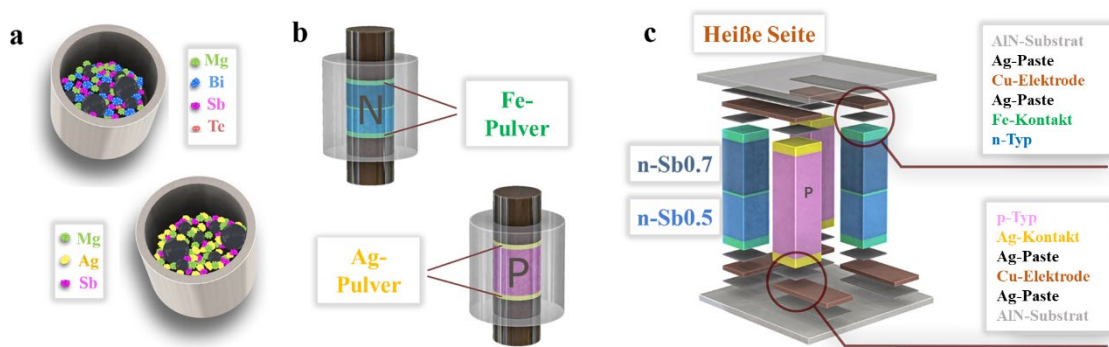 a
Mg
Bi
Sb
Te
Mg
Ag
Sb
b
N
Fe-
Pulver
Ag-
Pulver
P
c
Heiße Seite
n-Sb0.7
n-Sb0.5
P
AlN-Substrat
Ag-Paste
Cu-Elektrode
Ag-Paste
Fe-Kontakt
n-Typ
p-Typ
Ag-Kontakt
Ag-Paste
Cu-Elektrode
Ag-Paste
AlN-Substrat